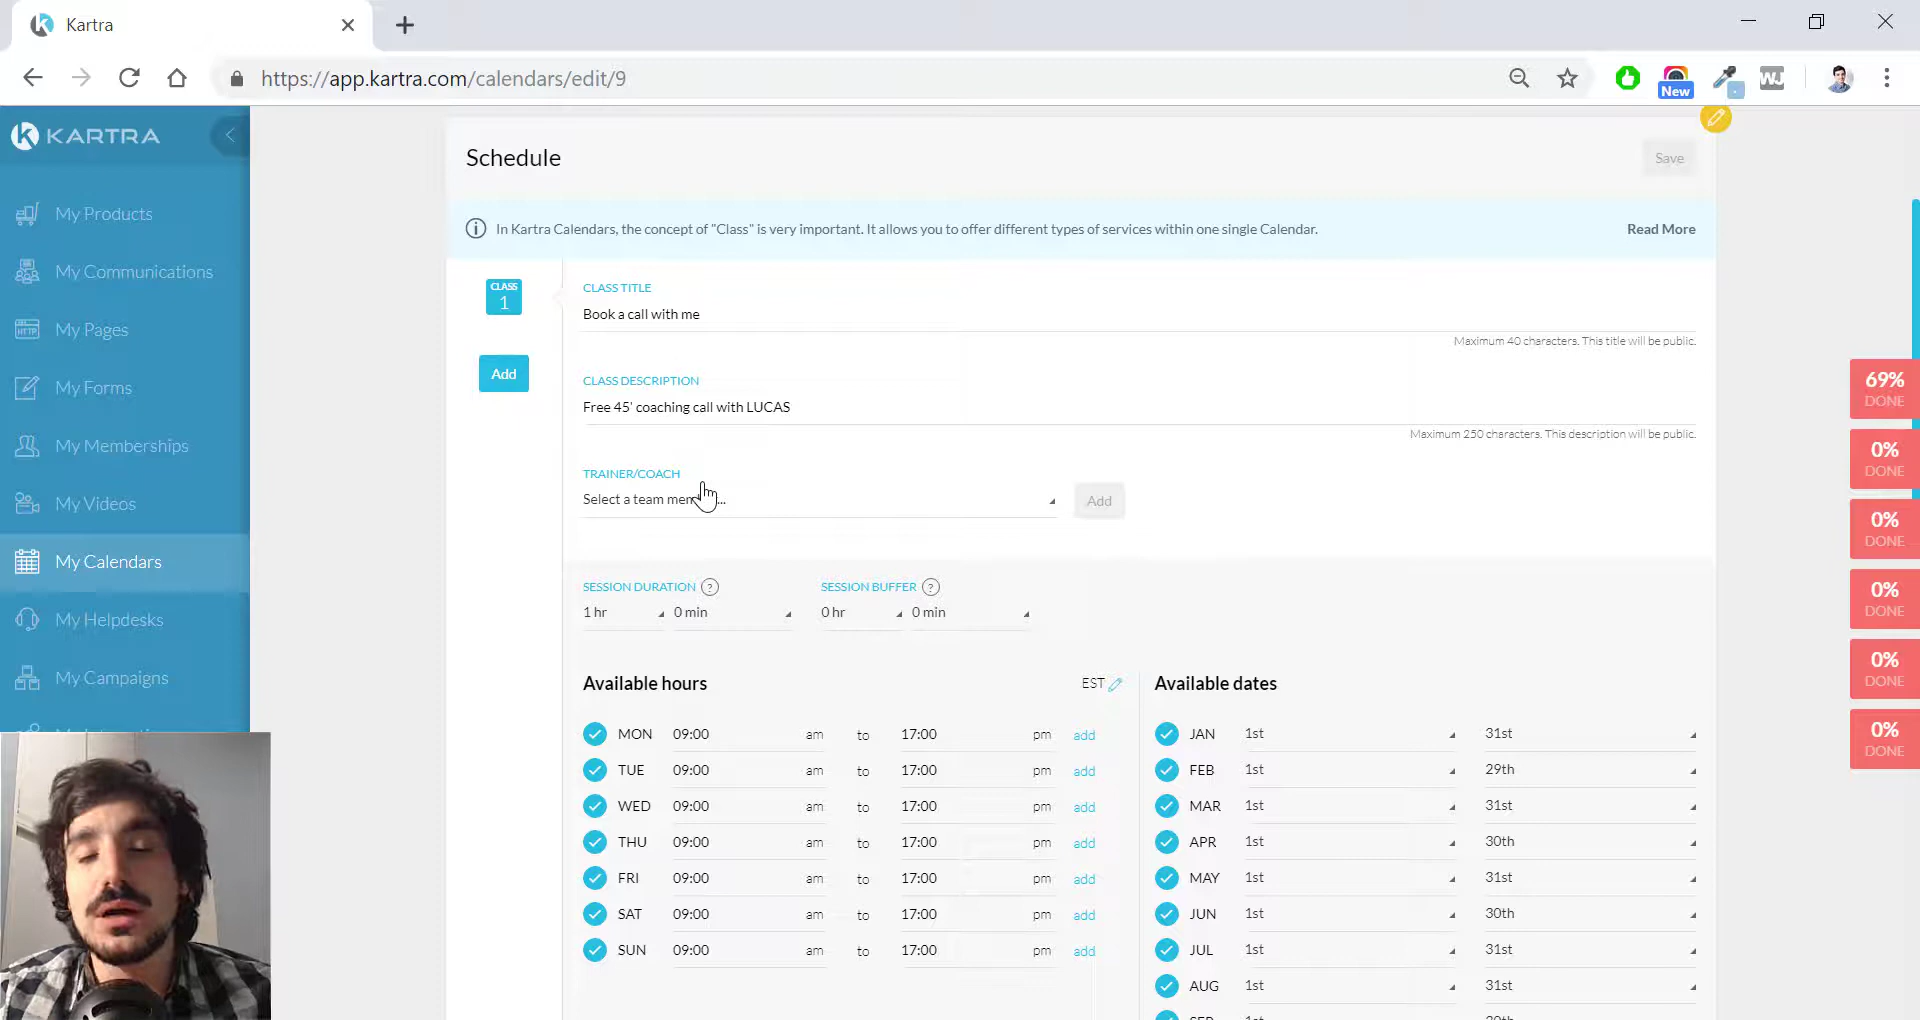 Kartra
https://app.kartra.com/calendars/edit/9
New
WJ
KARTRA
My Products
My Communications
My Pages
My Forms
My Memberships
My Videos
My Calendars
My Helpdesks
My Campaigns
Schedule
Save
In Kartra Calendars, the concept of "Class" is very important. It allows you to offer different types of services within one single Calendar.
Read More
CLASS
1
Add
CLASS TITLE
Book a call with me
Maximum 40 characters. This title will be public.
CLASS DESCRIPTION
Free 45' coaching call with LUCAS
Maximum 250 characters. This description will be public.
TRAINER/COACH
Select a team mem...
Add
SESSION DURATION ?
SESSION BUFFER ?
1 hr 0 min
0 hr 0 min
Available hours
EST
MON 09:00 am to 17:00 pm add
TUE 09:00 am to 17:00 pm add
WED 09:00 am to 17:00 pm add
THU 09:00 am to 17:00 pm add
FRI 09:00 am to 17:00 pm add
SAT 09:00 am to 17:00 pm add
SUN 09:00 am to 17:00 pm add
Available dates
JAN 1st 31st
FEB 1st 29th
MAR 1st 31st
APR 1st 30th
MAY 1st 31st
JUN 1st 30th
JUL 1st 31st
AUG 1st 31st
69%
DONE
0%
DONE
0%
DONE
0%
DONE
0%
DONE
0%
DONE